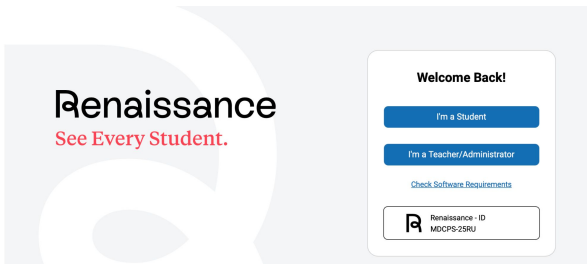 Renaissance
See Every Student.
Welcome Back!
I'm a Student
I'm a Teacher/Administrator
Check Software Requirements
Renaissance - ID
MDCPS-25RU